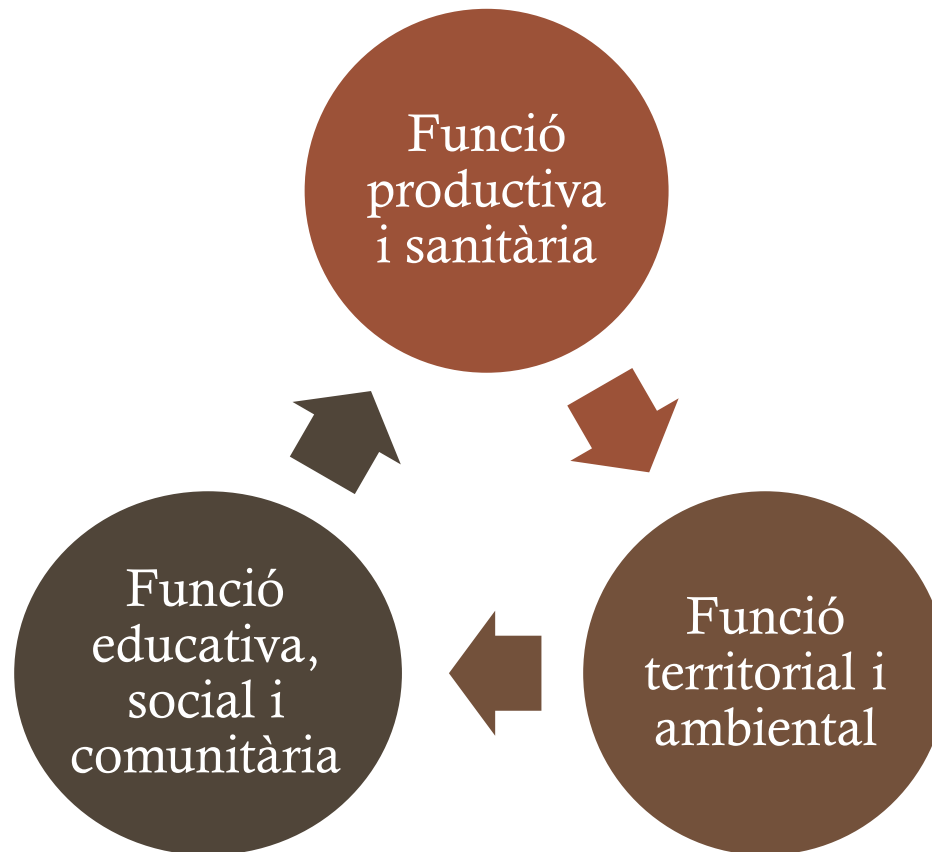 Funció
productiva
i sanitària
Funció
educativa,
social i
comunitària
Funció
territorial i
ambiental